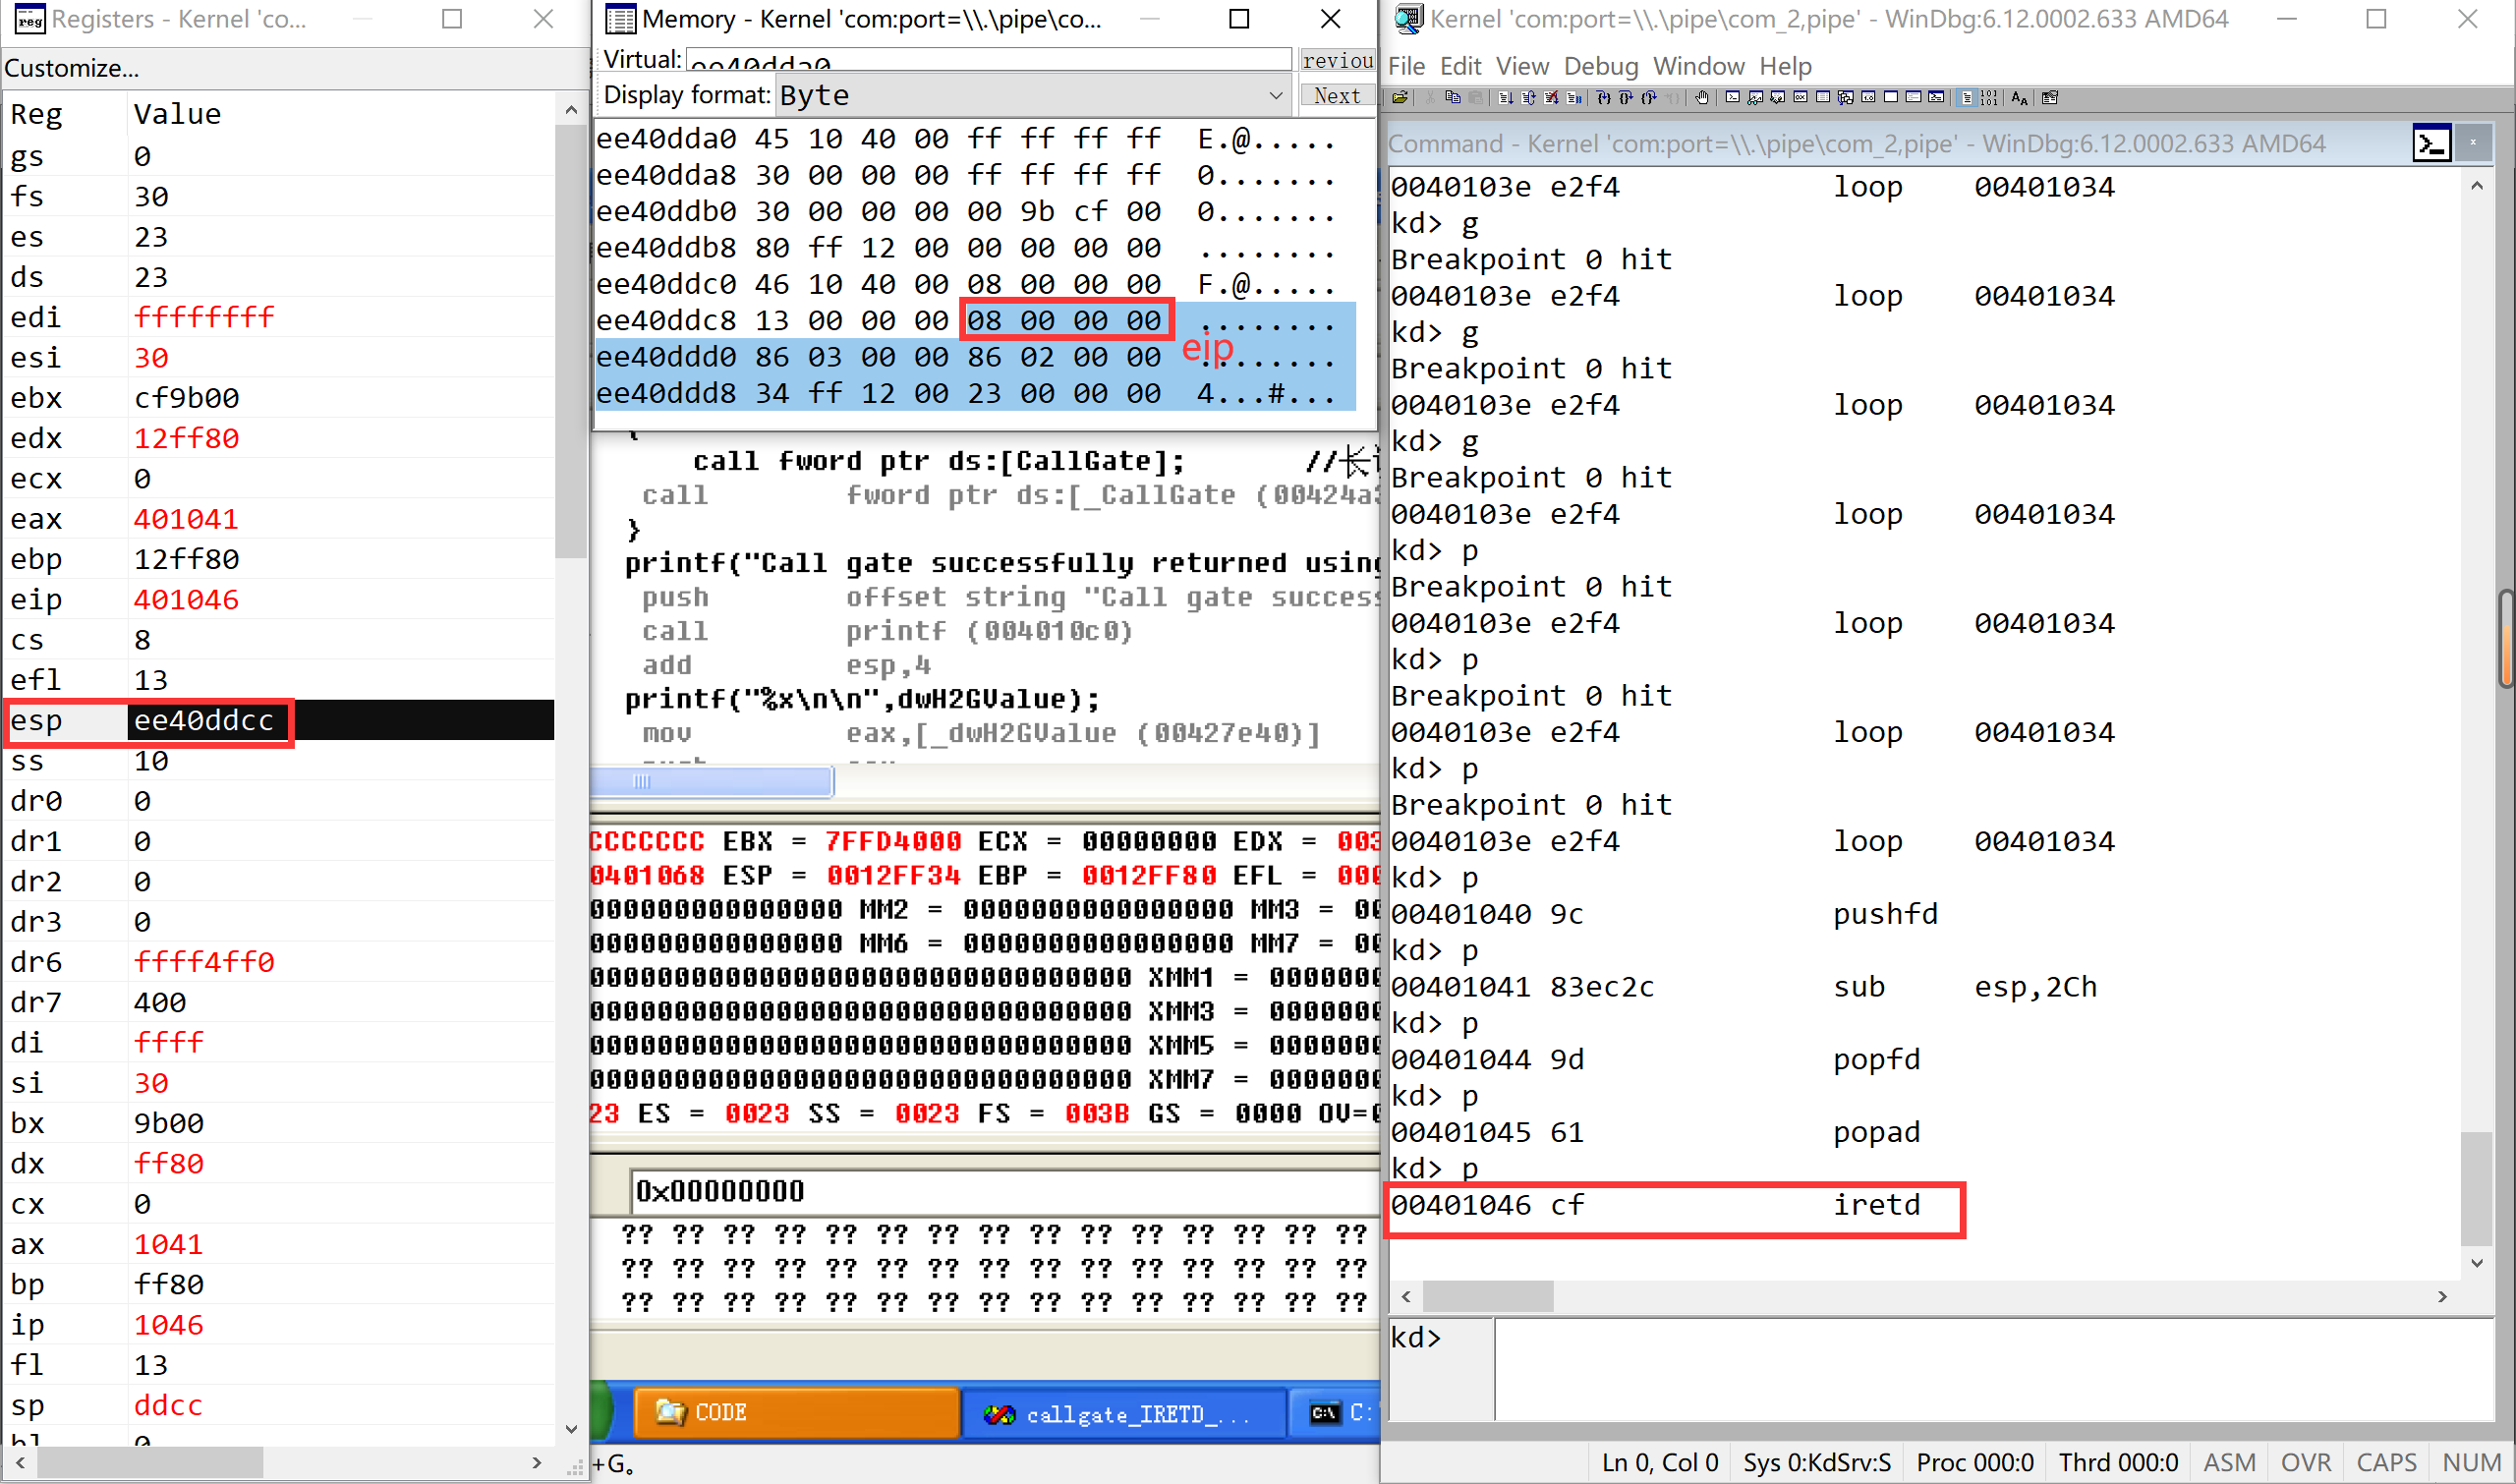 Registers - Kernel 'co...
Customize...
Reg Value
gs 0
fs 30
es 23
ds 23
edi ffffffff
esi 30
ebx cf9b00
edx 12ff80
ecx 0
eax 401041
ebp 12ff80
eip 401046
cs 8
efl 13
esp ee40ddcc
ss 10
dr0 0
dr1 0
dr2 0
dr3 0
dr6 ffff4ff0
dr7 400
di ffff
si 30
bx 9b00
dx ff80
cx 0
ax 1041
bp ff80
ip 1046
fl 13
sp ddcc
bl 0
Memory - Kernel 'com:port=\\.\pipe\co...
Virtual: ee40dda0 reviou
Display format: Byte Next
ee40dda0 45 10 40 00 ff ff ff ff E.@.....
ee40dda8 30 00 00 00 ff ff ff ff 0.......
ee40ddb0 30 00 00 00 00 9b cf 00 0.......
ee40ddb8 80 ff 12 00 00 00 00 00 ........
ee40ddc0 46 10 40 00 08 00 00 00 F.@.....
ee40ddc8 13 00 00 00 08 00 00 00 ........
eip
ee40ddd0 86 03 00 00 86 02 00 00 ........
ee40ddd8 34 ff 12 00 23 00 00 00 4...#...
{
call fword ptr ds:[CallGate]; //长
call fword ptr ds:[_CallGate (00424a3
}
printf("Call gate successfully returned using
push offset string "Call gate success
call printf (004010c0)
add esp,4
printf("%x\n\n",dwH2GValue);
mov eax,[_dwH2GValue (00427e40)]
CCCCCCC EBX = 7FFD4000 ECX = 00000000 EDX = 003
0401068 ESP = 0012FF34 EBP = 0012FF80 EFL = 000
000000000000000 MM2 = 0000000000000000 MM3 = 00
000000000000000 MM6 = 0000000000000000 MM7 = 00
00000000000000000000000000000000 XMM1 = 0000000
00000000000000000000000000000000 XMM3 = 0000000
00000000000000000000000000000000 XMM5 = 0000000
00000000000000000000000000000000 XMM7 = 0000000
23 ES = 0023 SS = 0023 FS = 003B GS = 0000 OV=0
0x00000000
?? ?? ?? ?? ?? ?? ?? ?? ?? ?? ?? ?? ?? ?? ??
?? ?? ?? ?? ?? ?? ?? ?? ?? ?? ?? ?? ?? ?? ??
?? ?? ?? ?? ?? ?? ?? ?? ?? ?? ?? ?? ?? ?? ??
CODE callgate_IRETD_... C:
+G。
Kernel 'com:port=\\.\pipe\com_2,pipe' - WinDbg:6.12.0002.633 AMD64
File Edit View Debug Window Help
Command - Kernel 'com:port=\\.\pipe\com_2,pipe' - WinDbg:6.12.0002.633 AMD64
0040103e e2f4 loop 00401034
kd> g
Breakpoint 0 hit
0040103e e2f4 loop 00401034
kd> g
Breakpoint 0 hit
0040103e e2f4 loop 00401034
kd> g
Breakpoint 0 hit
0040103e e2f4 loop 00401034
kd> p
Breakpoint 0 hit
0040103e e2f4 loop 00401034
kd> p
Breakpoint 0 hit
0040103e e2f4 loop 00401034
kd> p
Breakpoint 0 hit
0040103e e2f4 loop 00401034
kd> p
00401040 9c pushfd
kd> p
00401041 83ec2c sub esp,2Ch
kd> p
00401044 9d popfd
kd> p
00401045 61 popad
kd> p
00401046 cf iretd
kd>
Ln 0, Col 0 Sys 0:KdSrv:S Proc 000:0 Thrd 000:0 ASM OVR CAPS NUM